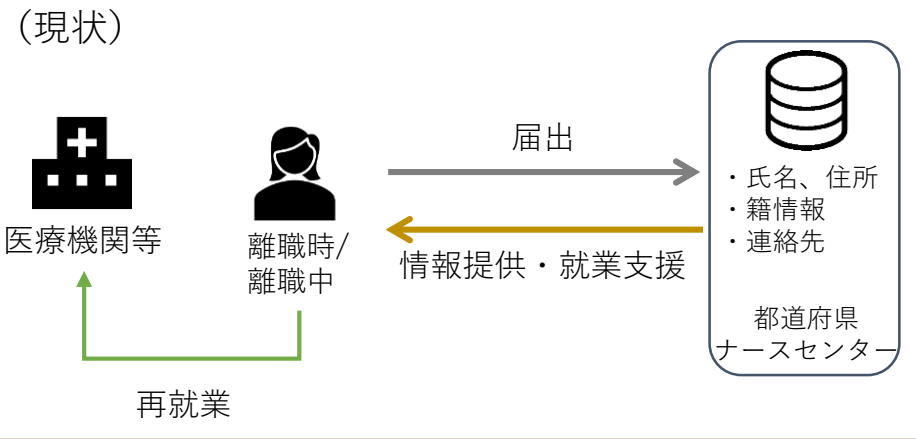 （現状）
届出
・氏名、住所
・籍情報
・連絡先
医療機関等
離職時/
離職中
情報提供・就業支援
都道府県
ナースセンター
再就業